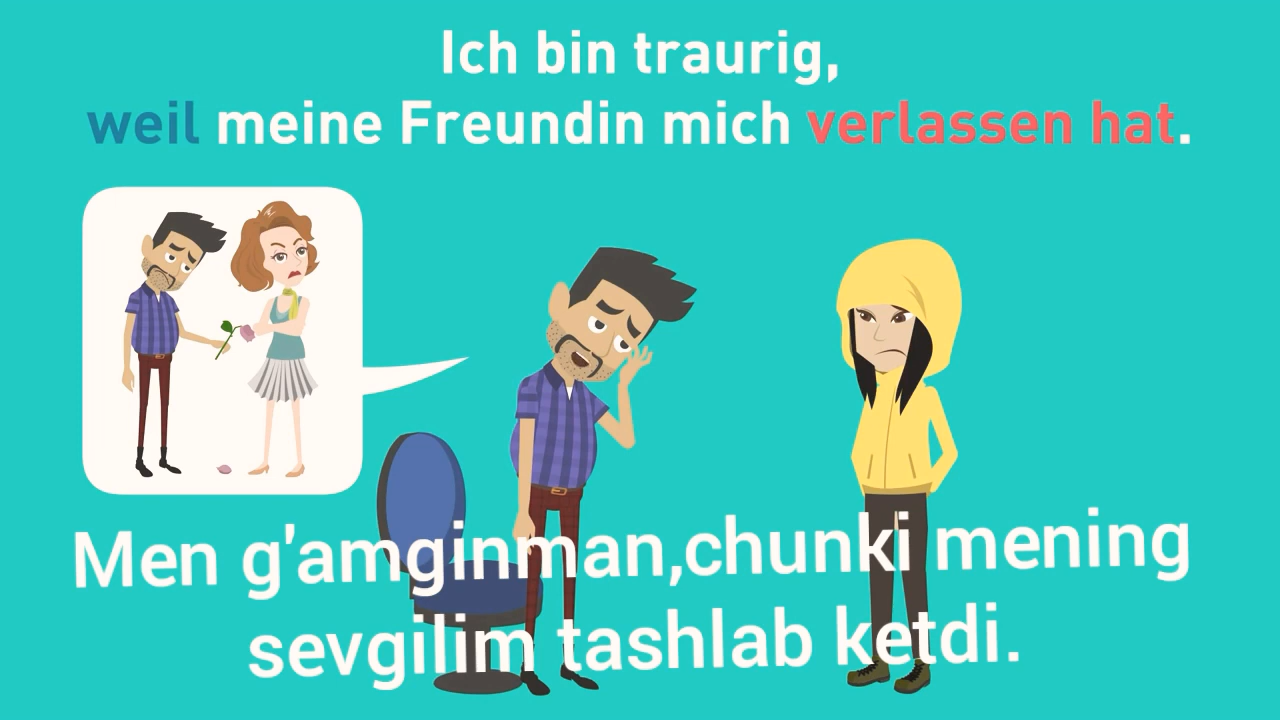 Ich bin traurig,
weil meine Freundin mich verlassen hat.
Men g'amginman,chunki mening
sevgilim tashlab ketdi.